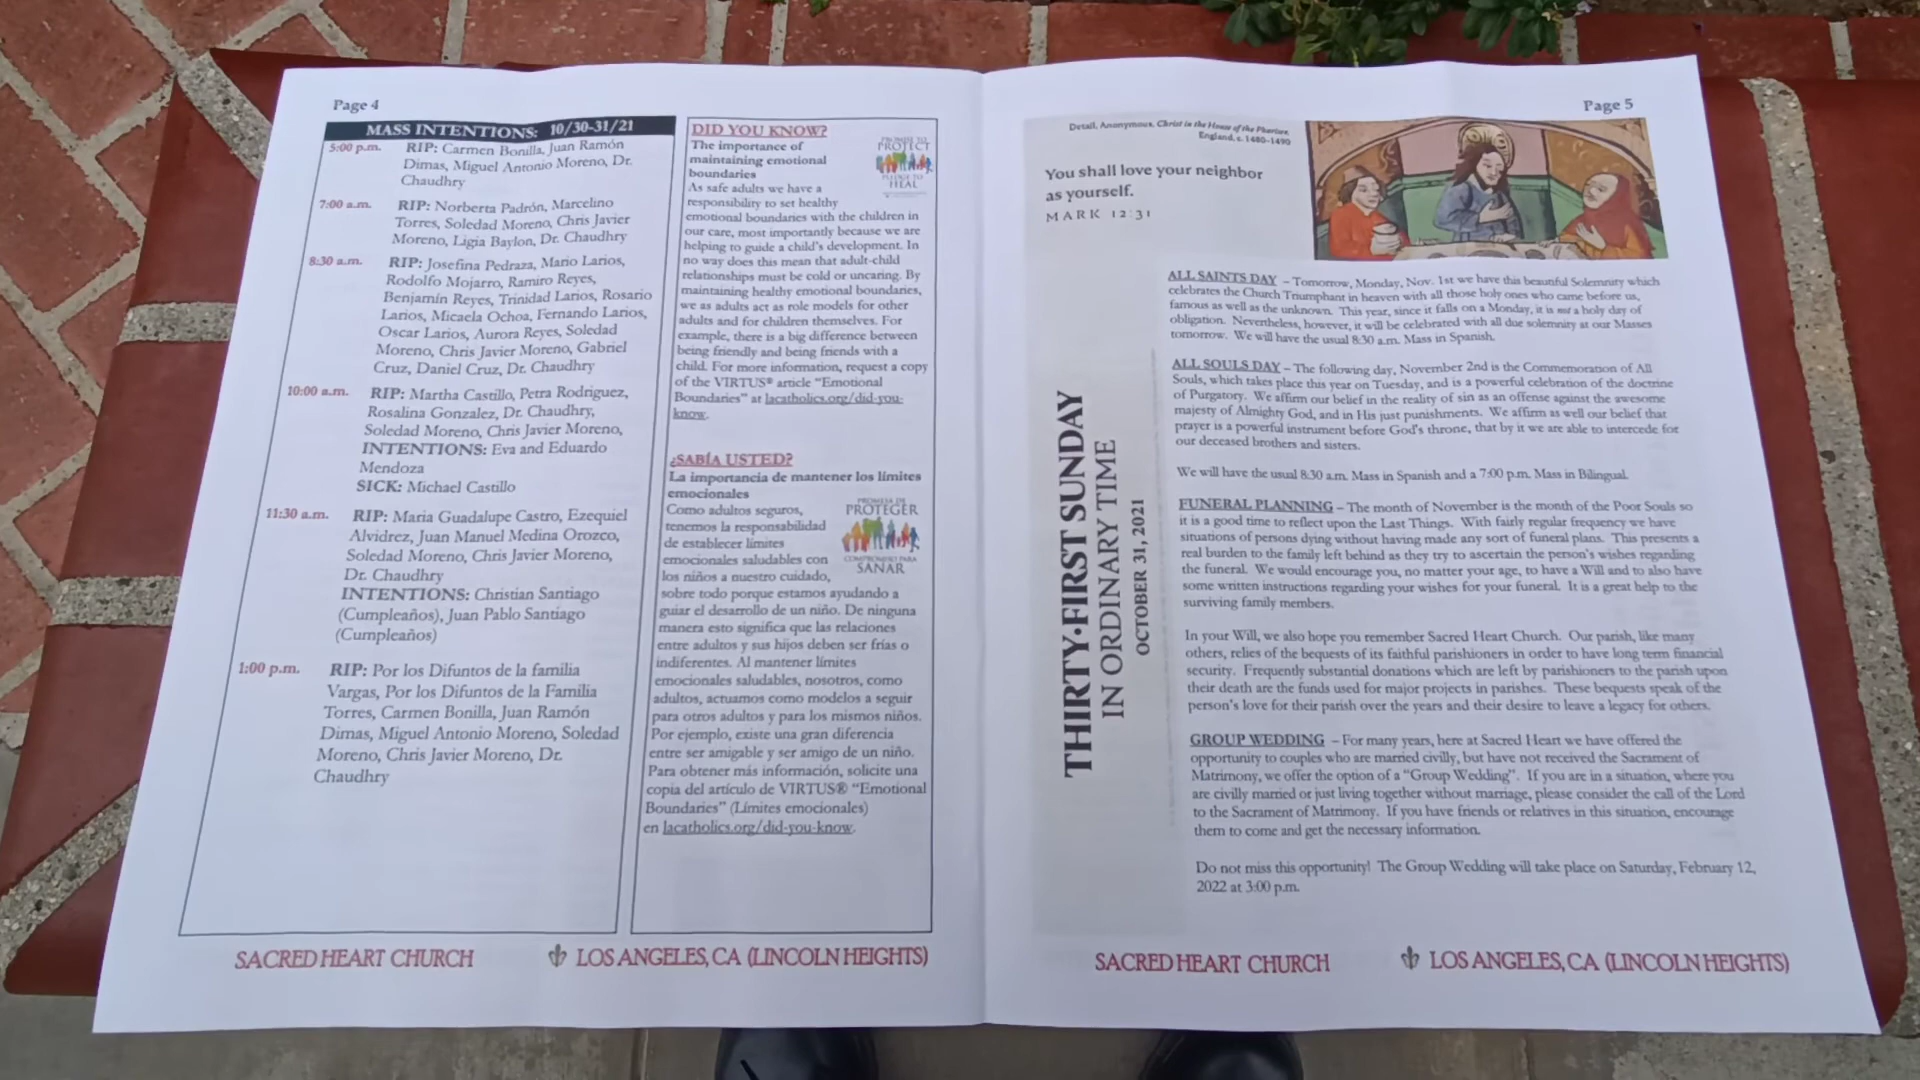 Page 4
MASS INTENTIONS: 10/30-31/21
5:00 p.m. RIP: Carmen Bonilla, Juan Ramón
Dimas, Miguel Antonio Moreno, Dr.
Chaudhry
7:00 a.m. RIP: Norberta Padrón, Marcelino
Torres, Soledad Moreno, Chris Javier
Moreno, Ligia Baylon, Dr. Chaudhry
8:30 a.m. RIP: Josefina Pedraza, Mario Larios,
Rodolfo Mojarro, Ramiro Reyes,
Benjamín Reyes, Trinidad Larios, Rosario
Larios, Micaela Ochoa, Fernando Larios,
Oscar Larios, Aurora Reyes, Soledad
Moreno, Chris Javier Moreno, Gabriel
Cruz, Daniel Cruz, Dr. Chaudhry
10:00 a.m. RIP: Martha Castillo, Petra Rodriguez,
Rosalina Gonzalez, Dr. Chaudhry,
Soledad Moreno, Chris Javier Moreno,
INTENTIONS: Eva and Eduardo
Mendoza
SICK: Michael Castillo
11:30 a.m. RIP: Maria Guadalupe Castro, Ezequiel
Alvidrez, Juan Manuel Medina Orozco,
Soledad Moreno, Chris Javier Moreno,
Dr. Chaudhry
INTENTIONS: Christian Santiago
(Cumpleaños), Juan Pablo Santiago
(Cumpleaños)
1:00 p.m. RIP: Por los Difuntos de la familia
Vargas, Por los Difuntos de la Familia
Torres, Carmen Bonilla, Juan Ramón
Dimas, Miguel Antonio Moreno, Soledad
Moreno, Chris Javier Moreno, Dr.
Chaudhry
DID YOU KNOW?
The importance of
maintaining emotional
boundaries
As safe adults we have a
responsibility to set healthy
emotional boundaries with the children in
our care, most importantly because we are
helping to guide a child's development. In
no way does this mean that adult-child
relationships must be cold or uncaring. By
maintaining healthy emotional boundaries,
we as adults act as role models for other
adults and for children themselves. For
example, there is a big difference between
being friendly and being friends with a
child. For more information, request a copy
of the VIRTUS® article “Emotional
Boundaries” at lacatholics.org/did-you-
know.
PROMISE TO
PROTECT
PLEDGE TO
HEAL
¿SABÍA USTED?
La importancia de mantener los límites
emocionales
Como adultos seguros,
tenemos la responsabilidad
de establecer límites
emocionales saludables con
los niños a nuestro cuidado,
sobre todo porque estamos ayudando a
guiar el desarrollo de un niño. De ninguna
manera esto significa que las relaciones
entre adultos y sus hijos deben ser frías o
indiferentes. Al mantener límites
emocionales saludables, nosotros, como
adultos, actuamos como modelos a seguir
para otros adultos y para los mismos niños.
Por ejemplo, existe una gran diferencia
entre ser amigable y ser amigo de un niño.
Para obtener más información, solicite una
copia del artículo de VIRTUS® “Emotional
Boundaries” (Límites emocionales)
en lacatholics.org/did-you-know.
PROMESA DE
PROTEGER
COMPROMISO PARA
SANAR
SACRED HEART CHURCH LOS ANGELES, CA (LINCOLN HEIGHTS)
Page 5
Detail, Anonymous, Christ in the House of the Pharisee,
England, c. 1480-1490
You shall love your neighbor
as yourself.
MARK 12:31
THIRTY-FIRST SUNDAY
IN ORDINARY TIME
OCTOBER 31, 2021
ALL SAINTS DAY – Tomorrow, Monday, Nov. 1st we have this beautiful Solemnity which
celebrates the Church Triumphant in heaven with all those holy ones who came before us,
famous as well as the unknown. This year, since it falls on a Monday, it is not a holy day of
obligation. Nevertheless, however, it will be celebrated with all due solemnity at our Masses
tomorrow. We will have the usual 8:30 a.m. Mass in Spanish.
ALL SOULS DAY – The following day, November 2nd is the Commemoration of All
Souls, which takes place this year on Tuesday, and is a powerful celebration of the doctrine
of Purgatory. We affirm our belief in the reality of sin as an offense against the awesome
majesty of Almighty God, and in His just punishments. We affirm as well our belief that
prayer is a powerful instrument before God's throne, that by it we are able to intercede for
our deceased brothers and sisters.
We will have the usual 8:30 a.m. Mass in Spanish and a 7:00 p.m. Mass in Bilingual.
FUNERAL PLANNING – The month of November is the month of the Poor Souls so
it is a good time to reflect upon the Last Things. With fairly regular frequency we have
situations of persons dying without having made any sort of funeral plans. This presents a
real burden to the family left behind as they try to ascertain the person's wishes regarding
the funeral. We would encourage you, no matter your age, to have a Will and to also have
some written instructions regarding your wishes for your funeral. It is a great help to the
surviving family members.
In your Will, we also hope you remember Sacred Heart Church. Our parish, like many
others, relies of the bequests of its faithful parishioners in order to have long term financial
security. Frequently substantial donations which are left by parishioners to the parish upon
their death are the funds used for major projects in parishes. These bequests speak of the
person's love for their parish over the years and their desire to leave a legacy for others.
GROUP WEDDING – For many years, here at Sacred Heart we have offered the
opportunity to couples who are married civilly, but have not received the Sacrament of
Matrimony, we offer the option of a “Group Wedding”. If you are in a situation, where you
are civilly married or just living together without marriage, please consider the call of the Lord
to the Sacrament of Matrimony. If you have friends or relatives in this situation, encourage
them to come and get the necessary information.
Do not miss this opportunity! The Group Wedding will take place on Saturday, February 12,
2022 at 3:00 p.m.
SACRED HEART CHURCH LOS ANGELES, CA (LINCOLN HEIGHTS)